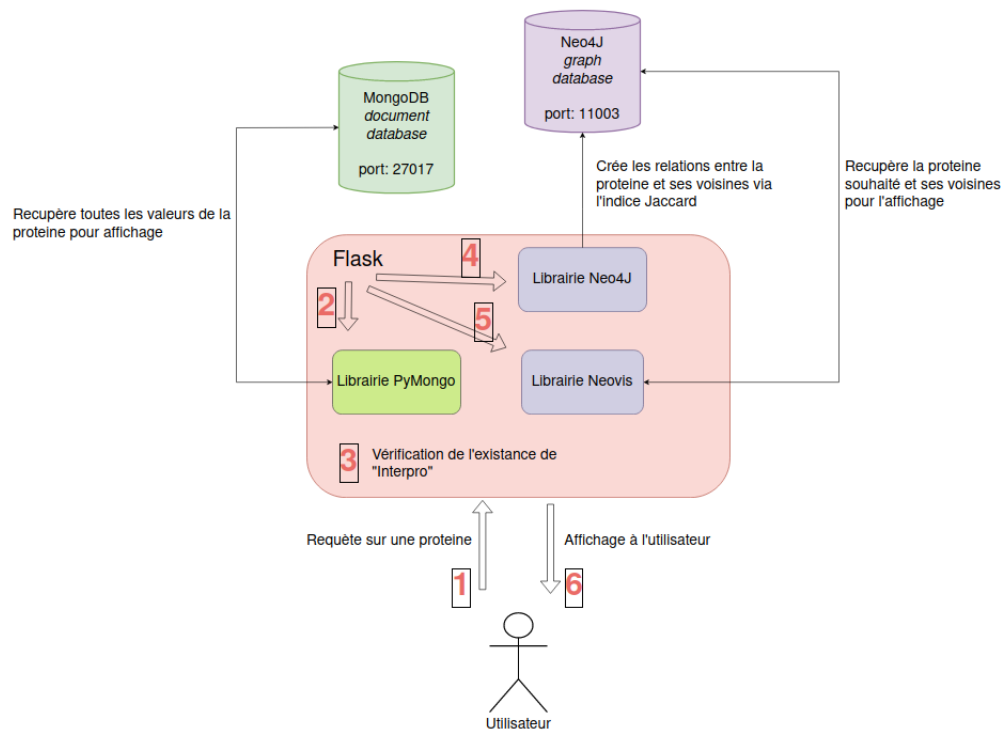 Neo4J
graph
database
port: 11003
MongoDB
document
database
port: 27017
Crée les relations entre la
proteine et ses voisines via
l'indice Jaccard
Recupère la proteine
souhaité et ses voisines
pour l'affichage
Recupère toutes les valeurs de la
proteine pour affichage
Flask
4
Librairie Neo4J
2
5
Librairie PyMongo
Librairie Neovis
3
Vérification de l'existance de
"Interpro"
Requète sur une proteine
Affichage à l'utilisateur
1
6
Utilisateur